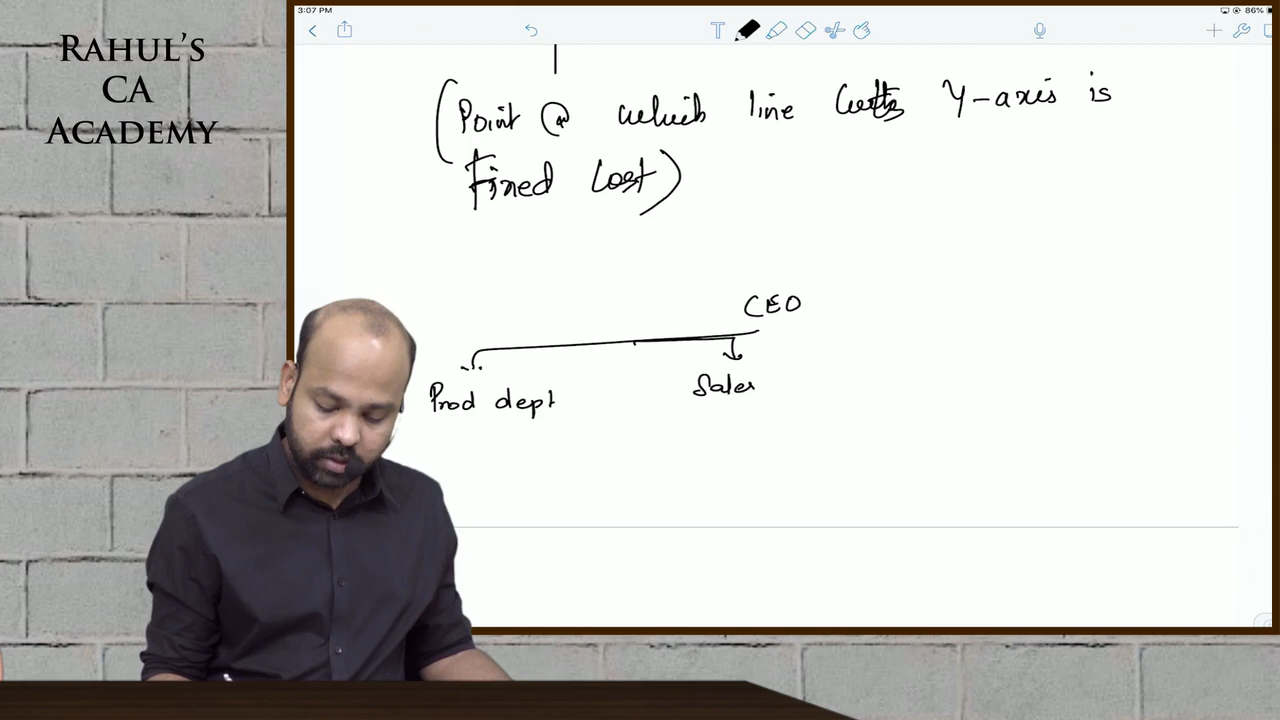 RAHUL'S
CA
ACADEMY
3:07 PM
86%
T
(Point @ which line cuts Y-axis is
Fixed Cost)
CEO
Prod dept
Sales